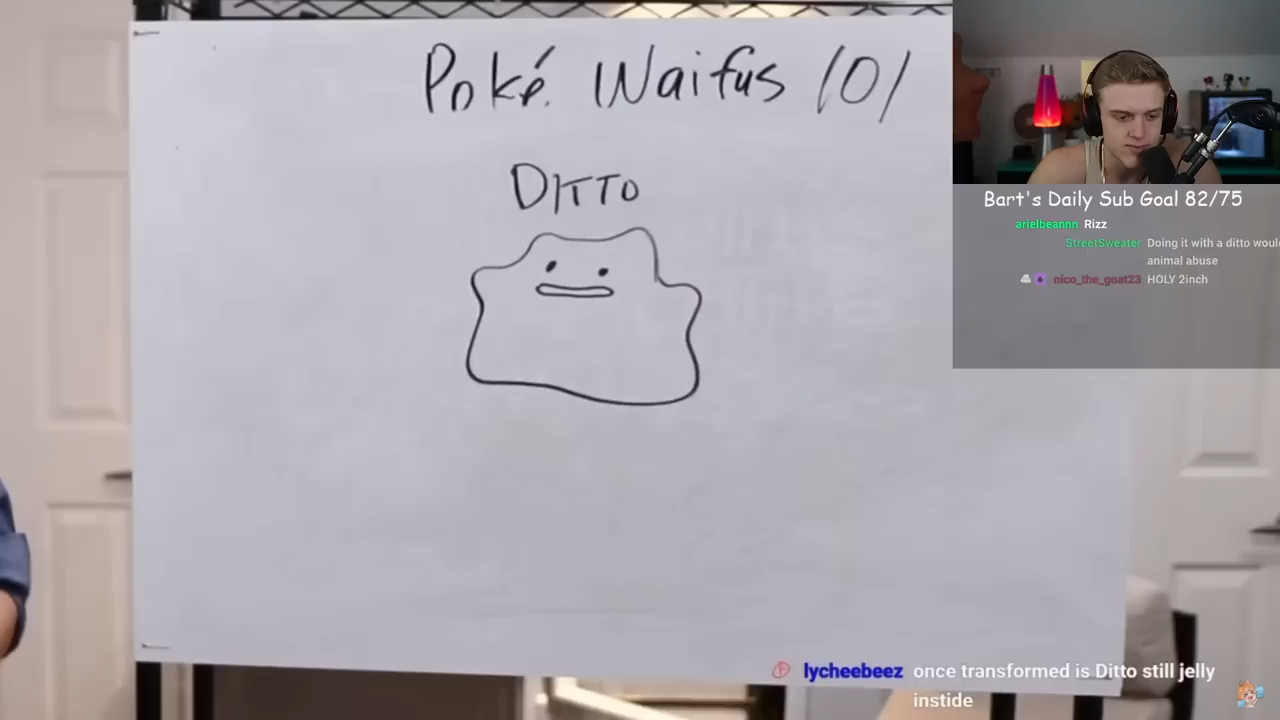 Poké Waifus 101
DITTO
Bart's Daily Sub Goal 82/75
arielbeannn Rizz
StreetSweater Doing it with a ditto would
animal abuse
nico_the_goat23 HOLY 2inch
lycheebeez once transformed is Ditto still jelly
instide